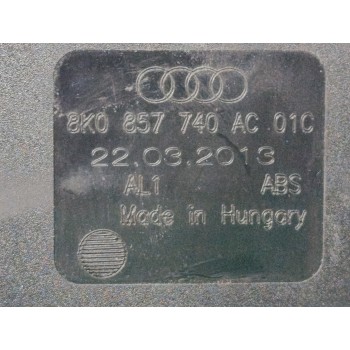 8K0 857 740 AC 01C
22.03.2013
AL1 ABS
Made in Hungary